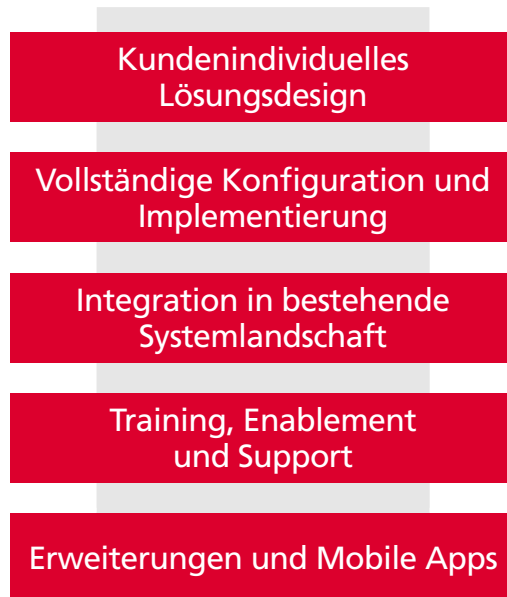 Kundenindividuelles
Lösungsdesign
Vollständige Konfiguration und
Implementierung
Integration in bestehende
Systemlandschaft
Training, Enablement
und Support
Erweiterungen und Mobile Apps